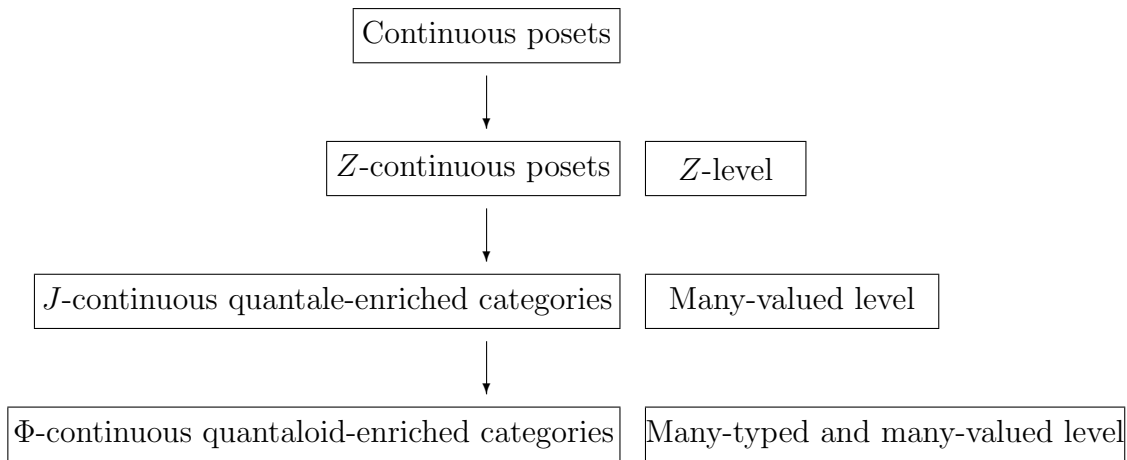 Continuous posets
Z-continuous posets Z-level
J-continuous quantale-enriched categories Many-valued level
Φ-continuous quantaloid-enriched categories Many-typed and many-valued level